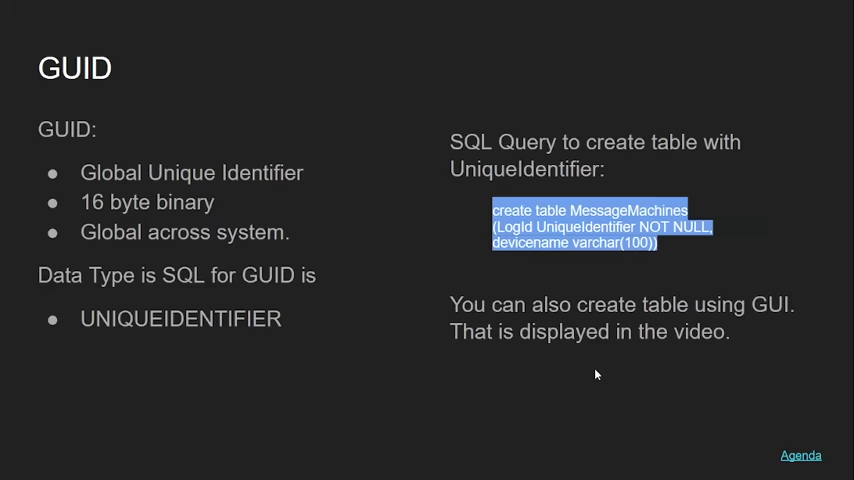 GUID
GUID:
● Global Unique Identifier
● 16 byte binary
● Global across system.
Data Type is SQL for GUID is
● UNIQUEIDENTIFIER
SQL Query to create table with
UniqueIdentifier:
create table MessageMachines
(LogId UniqueIdentifier NOT NULL,
devicename varchar(100))
You can also create table using GUI.
That is displayed in the video.
Agenda